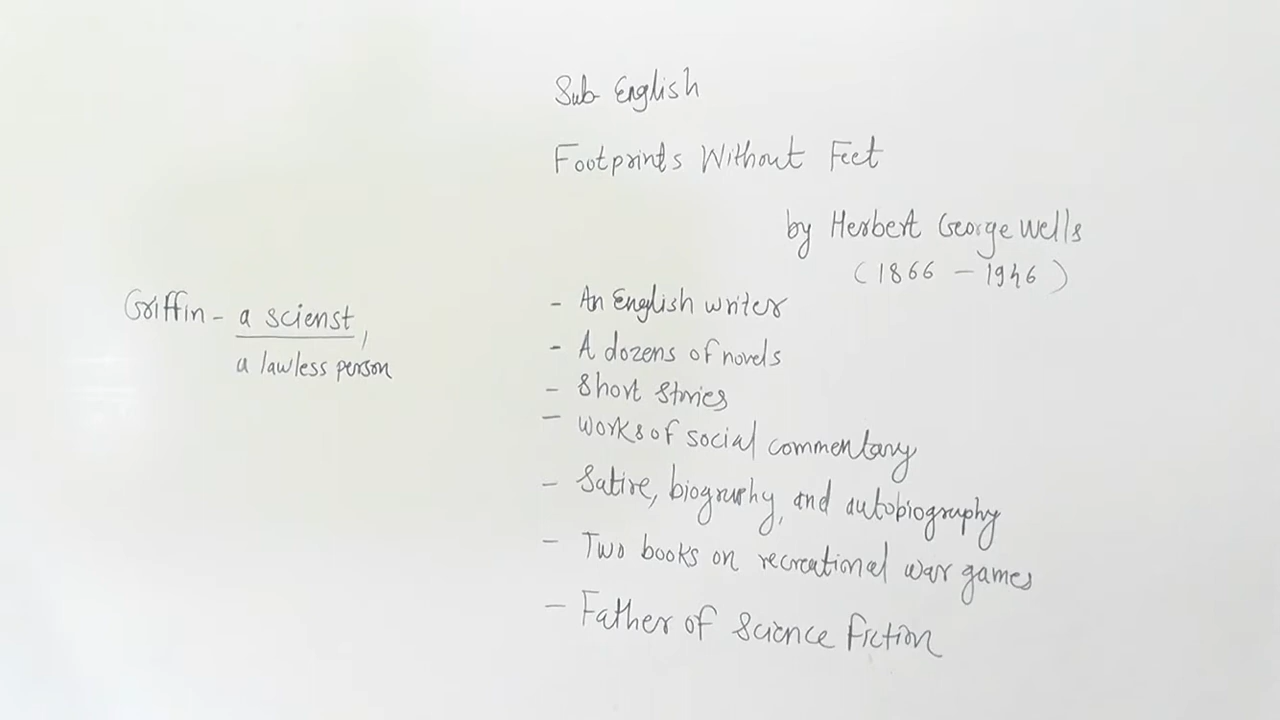 Sub English
Footprints Without Feet
by Herbert George Wells
(1866 - 1946)
Griffin - a scienst,
a lawless person
- An English writer
- A dozens of novels
- Short Stories
- Works of social commentary
- Satire, biography, and autobiography
- Two books on recreational war games
- Father of Science Fiction